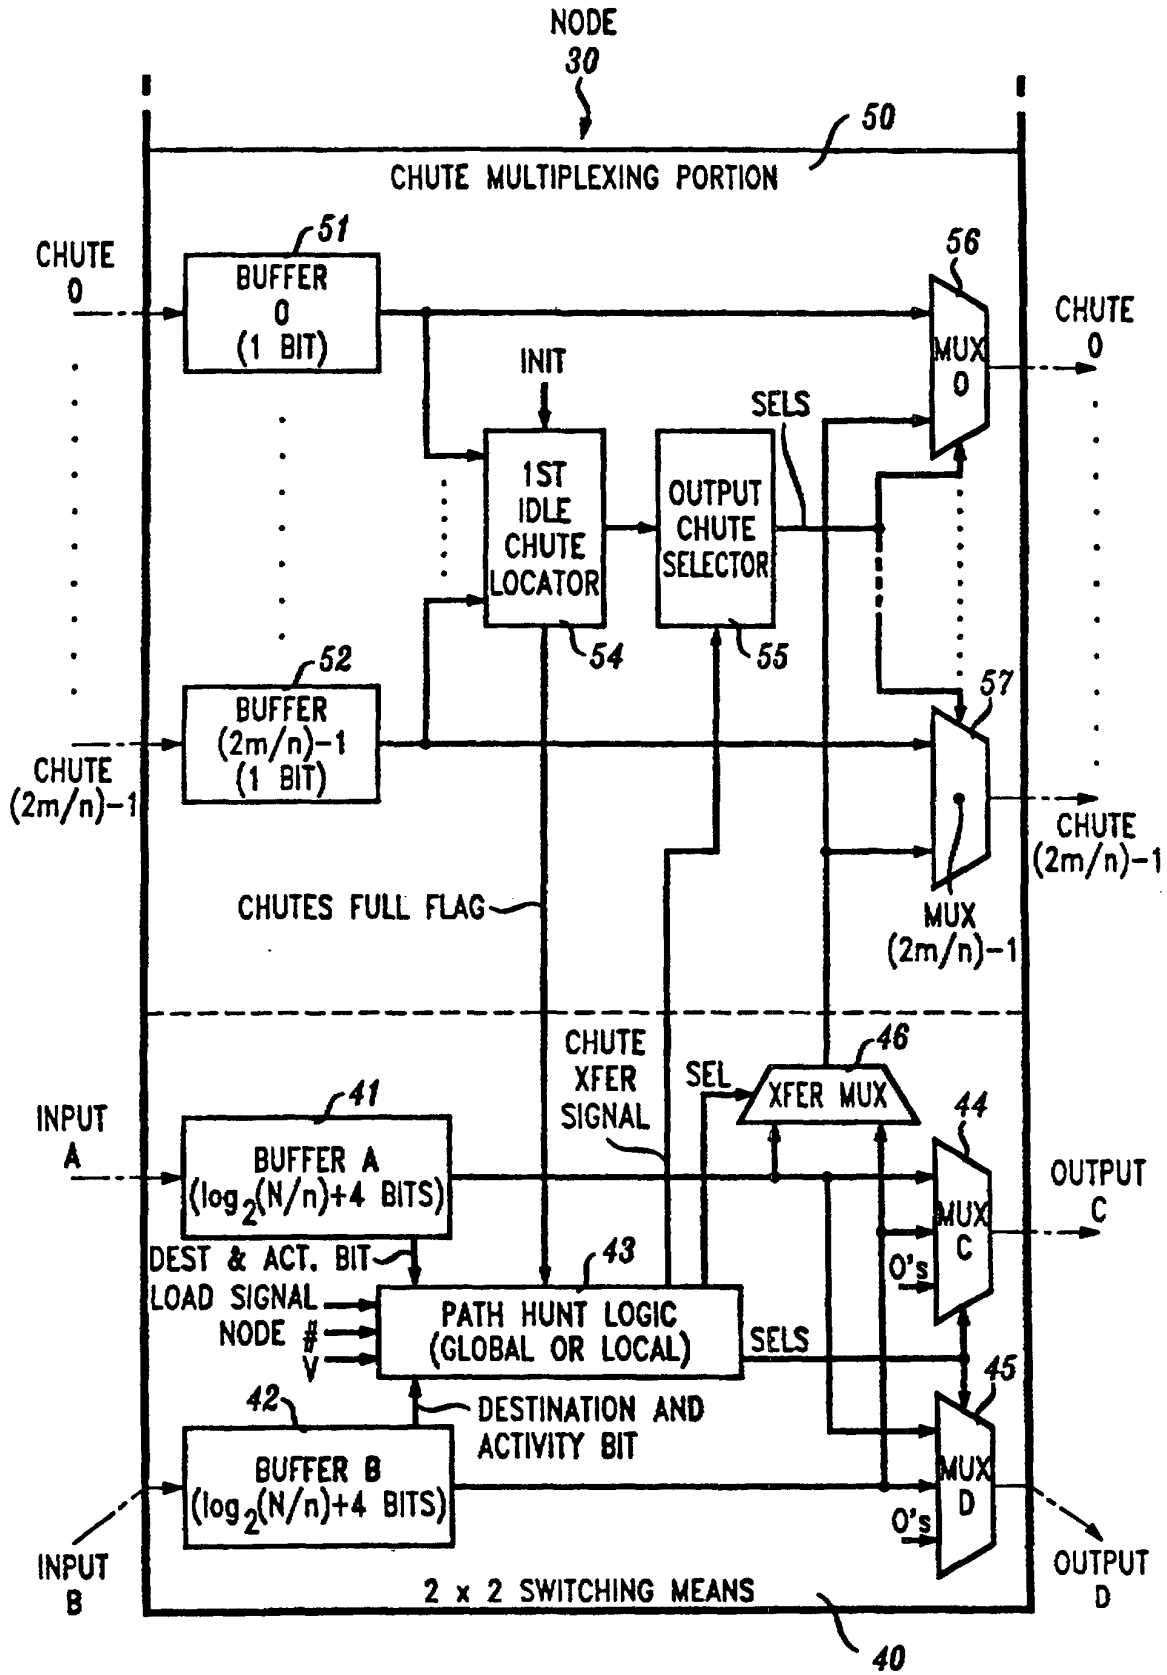 NODE
30
50
CHUTE MULTIPLEXING PORTION
51
CHUTE
0
BUFFER
0
(1 BIT)
56
MUX
0
CHUTE
0
INIT
SELS
1ST
IDLE
CHUTE
LOCATOR
54
OUTPUT
CHUTE
SELECTOR
55
52
BUFFER
(2m/n)-1
(1 BIT)
CHUTE
(2m/n)-1
57
CHUTE
(2m/n)-1
MUX
(2m/n)-1
CHUTES FULL FLAG
CHUTE
XFER
SIGNAL
SEL
46
XFER MUX
INPUT
A
41
BUFFER A
(log2(N/n)+4 BITS)
44
MUX
C
0's
OUTPUT
C
DEST & ACT. BIT
LOAD SIGNAL
NODE #
V
43
PATH HUNT LOGIC
(GLOBAL OR LOCAL)
SELS
45
42
DESTINATION AND
ACTIVITY BIT
BUFFER B
(log2(N/n)+4 BITS)
MUX
D
0's
INPUT
B
OUTPUT
D
2 x 2 SWITCHING MEANS
40